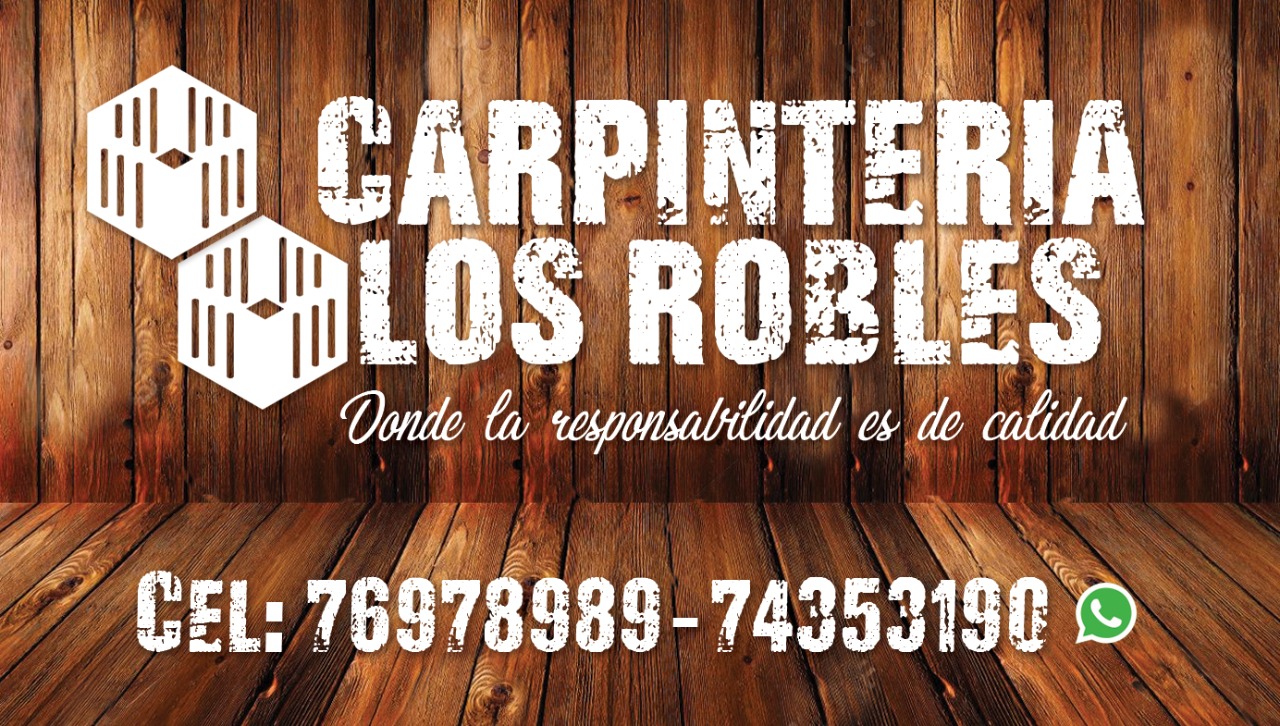 CARPINTERIA
LOS ROBLES
Donde la responsabilidad es de calidad
CEL: 76978989 - 74353190